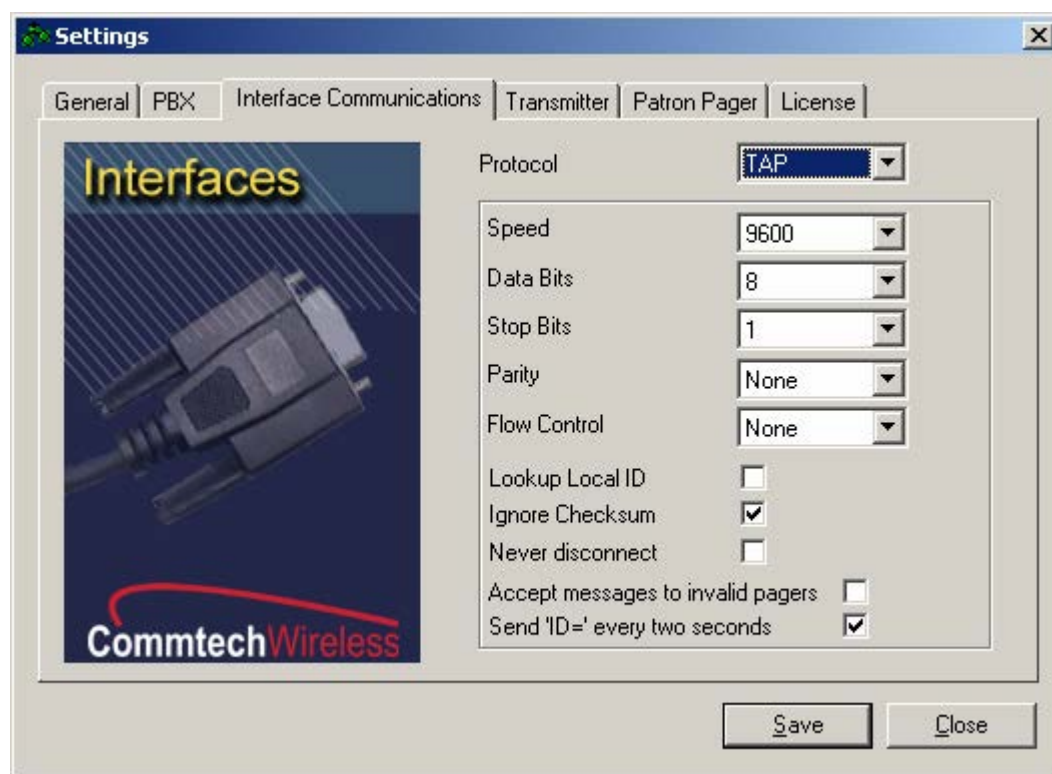 Settings
General PBX Interface Communications Transmitter Patron Pager License
Interfaces
CommtechWireless
Protocol TAP
Speed 9600
Data Bits 8
Stop Bits 1
Parity None
Flow Control None
Lookup Local ID
Ignore Checksum
Never disconnect
Accept messages to invalid pagers
Send 'ID=' every two seconds
Save Close